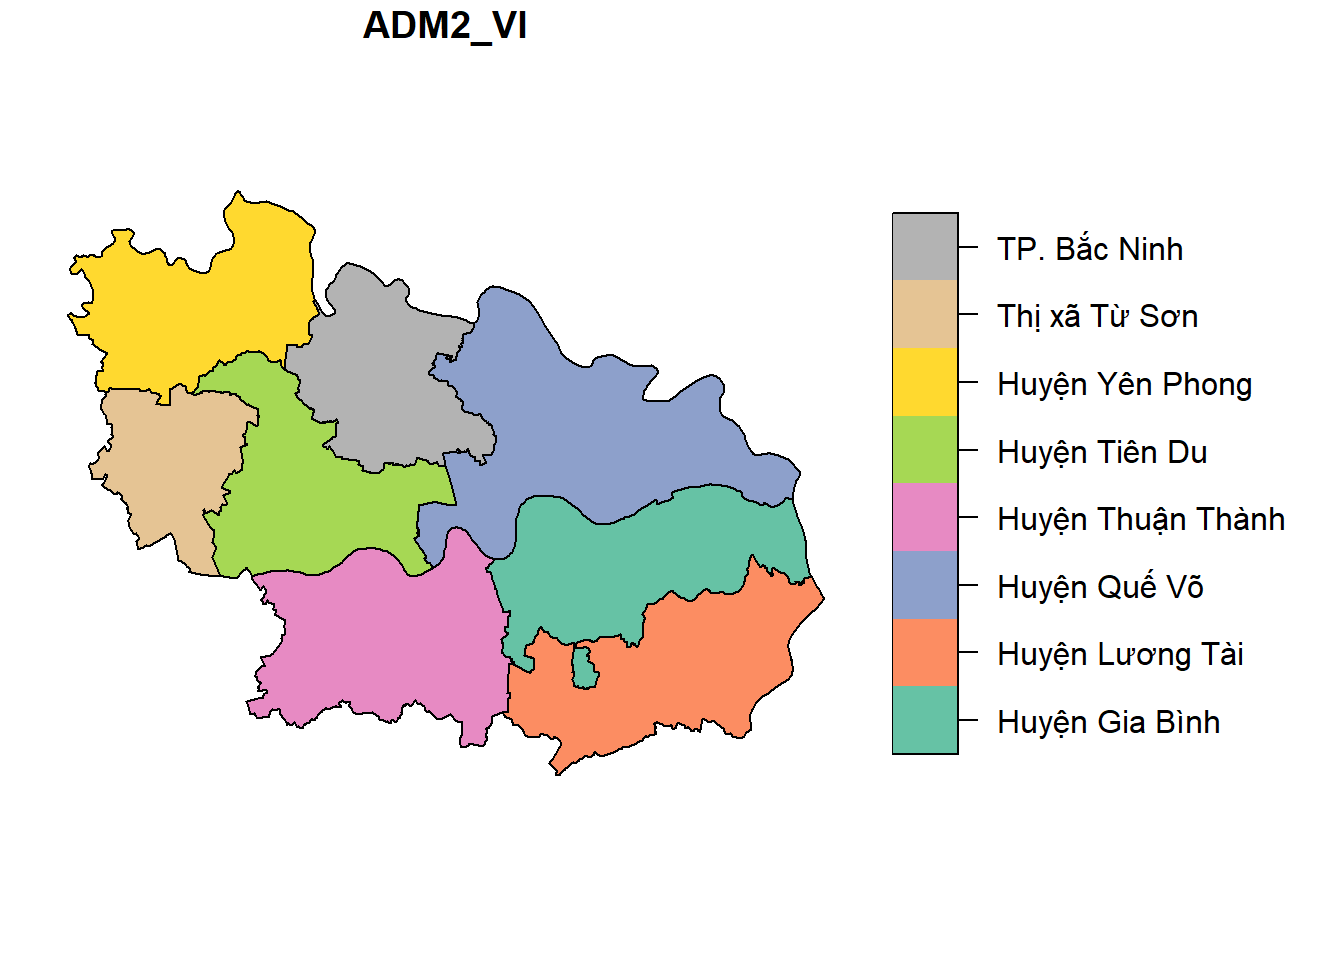 ADM2_VI
TP. Bắc Ninh
Thị xã Từ Sơn
Huyện Yên Phong
Huyện Tiên Du
Huyện Thuận Thành
Huyện Quế Võ
Huyện Lương Tài
Huyện Gia Bình